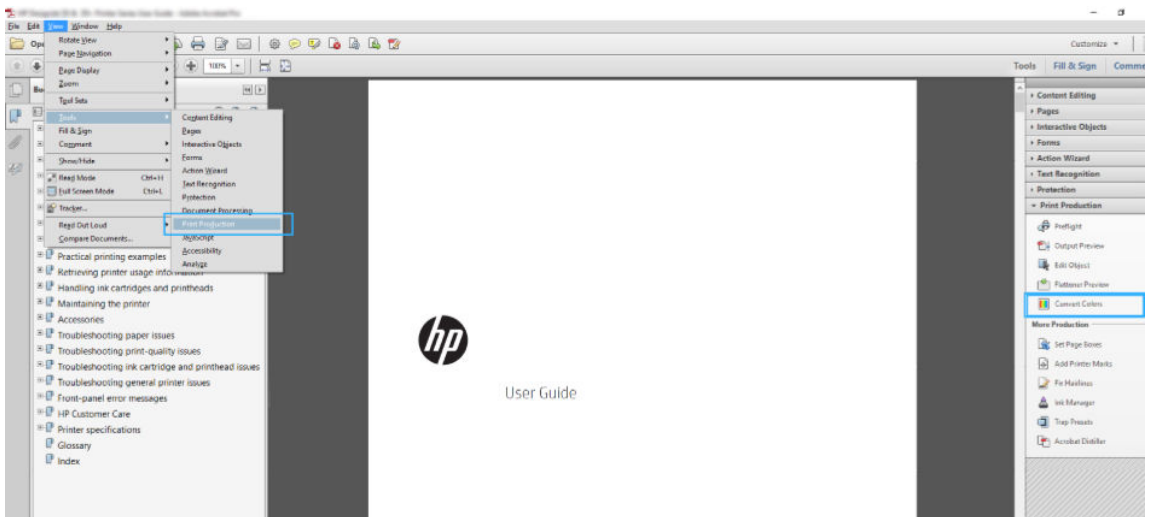 File Edit View Window Help
Rotate View
Page Navigation
Page Display
Zoom
Tool Sets
Tools
Fill & Sign
Comment
Show/Hide
Read Mode Ctrl+H
Full Screen Mode Ctrl+L
Tracker...
Read Out Loud
Compare Documents...
Content Editing
Pages
Interactive Objects
Forms
Action Wizard
Text Recognition
Protection
Document Processing
Print Production
JavaScript
Accessibility
Analyze
100%
Customize
Tools Fill & Sign Comme
Practical printing examples
Retrieving printer usage information
Handling ink cartridges and printheads
Maintaining the printer
Accessories
Troubleshooting paper issues
Troubleshooting print-quality issues
Troubleshooting ink cartridge and printhead issues
Troubleshooting general printer issues
Front-panel error messages
HP Customer Care
Printer specifications
Glossary
Index
hp
User Guide
Content Editing
Pages
Interactive Objects
Forms
Action Wizard
Text Recognition
Protection
Print Production
Preflight
Output Preview
Edit Object
Flattener Preview
Convert Colors
More Production
Set Page Boxes
Add Printer Marks
Fix Hairlines
Ink Manager
Trap Presets
Acrobat Distiller